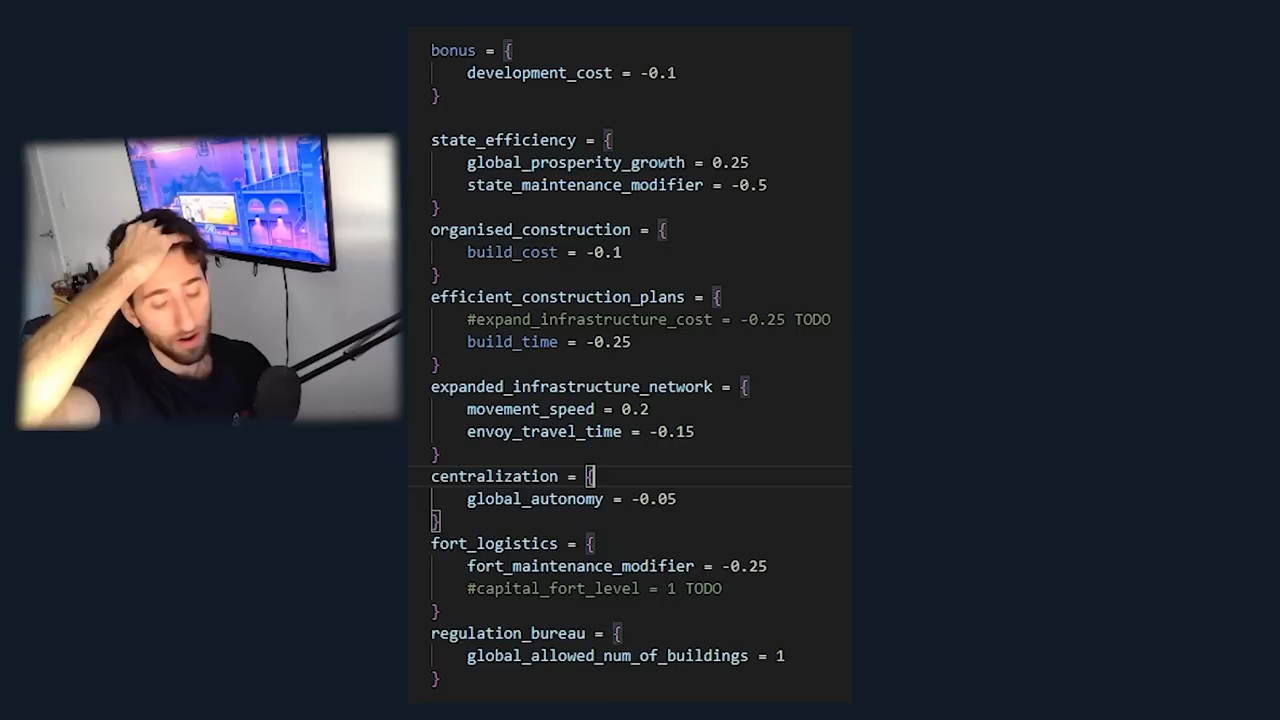 bonus = {
development_cost = -0.1
}
state_efficiency = {
global_prosperity_growth = 0.25
state_maintenance_modifier = -0.5
}
organised_construction = {
build_cost = -0.1
}
efficient_construction_plans = {
#expand_infrastructure_cost = -0.25 TODO
build_time = -0.25
}
expanded_infrastructure_network = {
movement_speed = 0.2
envoy_travel_time = -0.15
}
centralization = {
global_autonomy = -0.05
}
fort_logistics = {
fort_maintenance_modifier = -0.25
#capital_fort_level = 1 TODO
}
regulation_bureau = {
global_allowed_num_of_buildings = 1
}